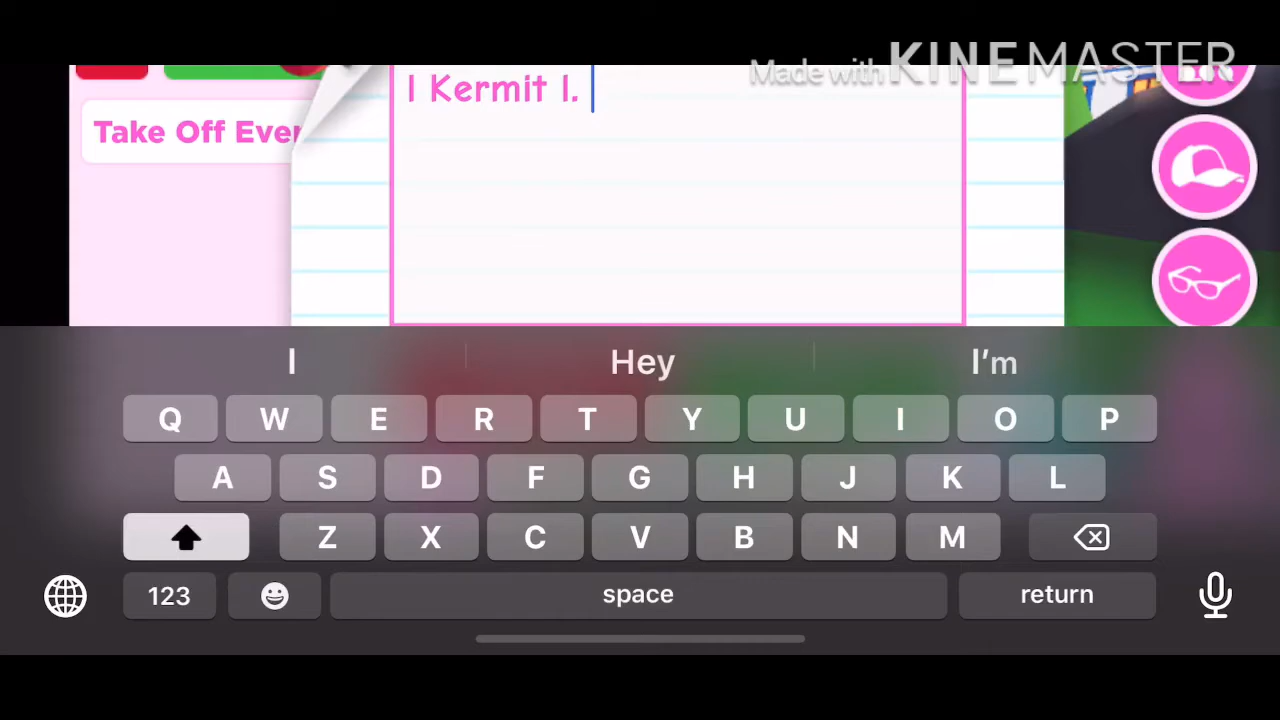 Made with KINEMASTER
I Kermit I.
Take Off Ever
I
Hey
I'm
Q W E R T Y U I O P
A S D F G H J K L
Z X C V B N M
123
space
return